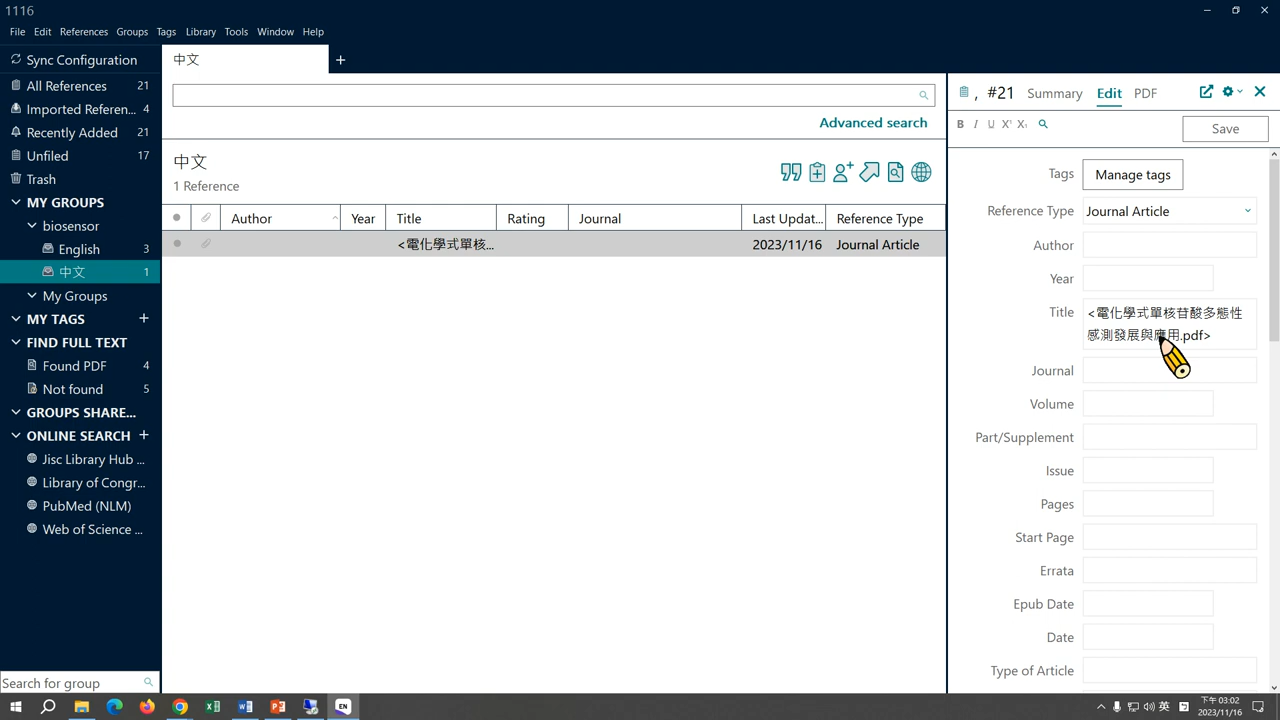 1116
File Edit References Groups Tags Library Tools Window Help
Sync Configuration
All References 21
Imported Referen... 4
Recently Added 21
Unfiled 17
Trash
MY GROUPS
biosensor
English 3
中文 1
My Groups
MY TAGS +
FIND FULL TEXT
Found PDF 4
Not found 5
GROUPS SHARE...
ONLINE SEARCH +
Jisc Library Hub ...
Library of Congr...
PubMed (NLM)
Web of Science ...
Search for group
中文 +
Advanced search
中文
1 Reference
Author Year Title Rating Journal Last Updat... Reference Type
<電化學式單核... 2023/11/16 Journal Article
, #21 Summary Edit PDF
B I U X¹ X₁
Save
Tags Manage tags
Reference Type Journal Article
Author
Year
Title <電化學式單核苷酸多態性
感測發展與應用.pdf>
Journal
Volume
Part/Supplement
Issue
Pages
Start Page
Errata
Epub Date
Date
Type of Article
EN
英
下午 03:02
2023/11/16